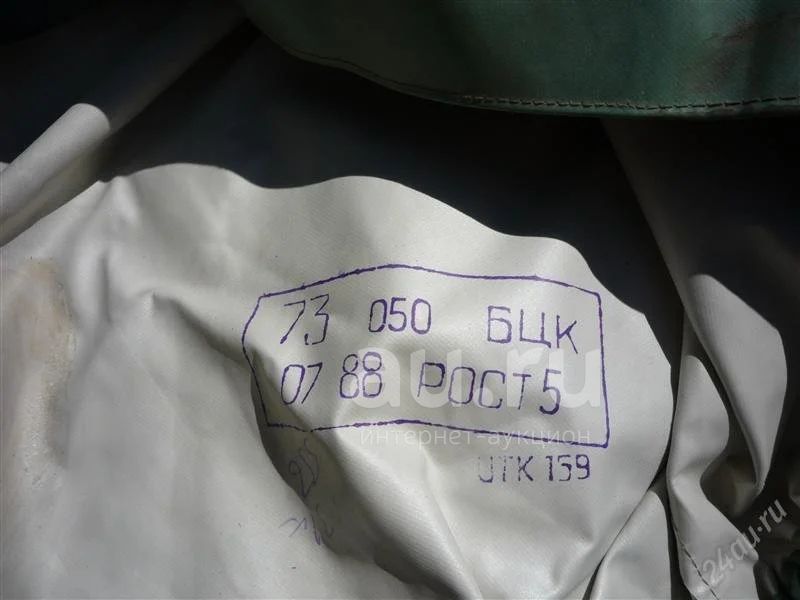 73 050 БЦК
07 88 РОСТ 5
au.ru
интернет-аукцион
ОТК 159
24au.ru